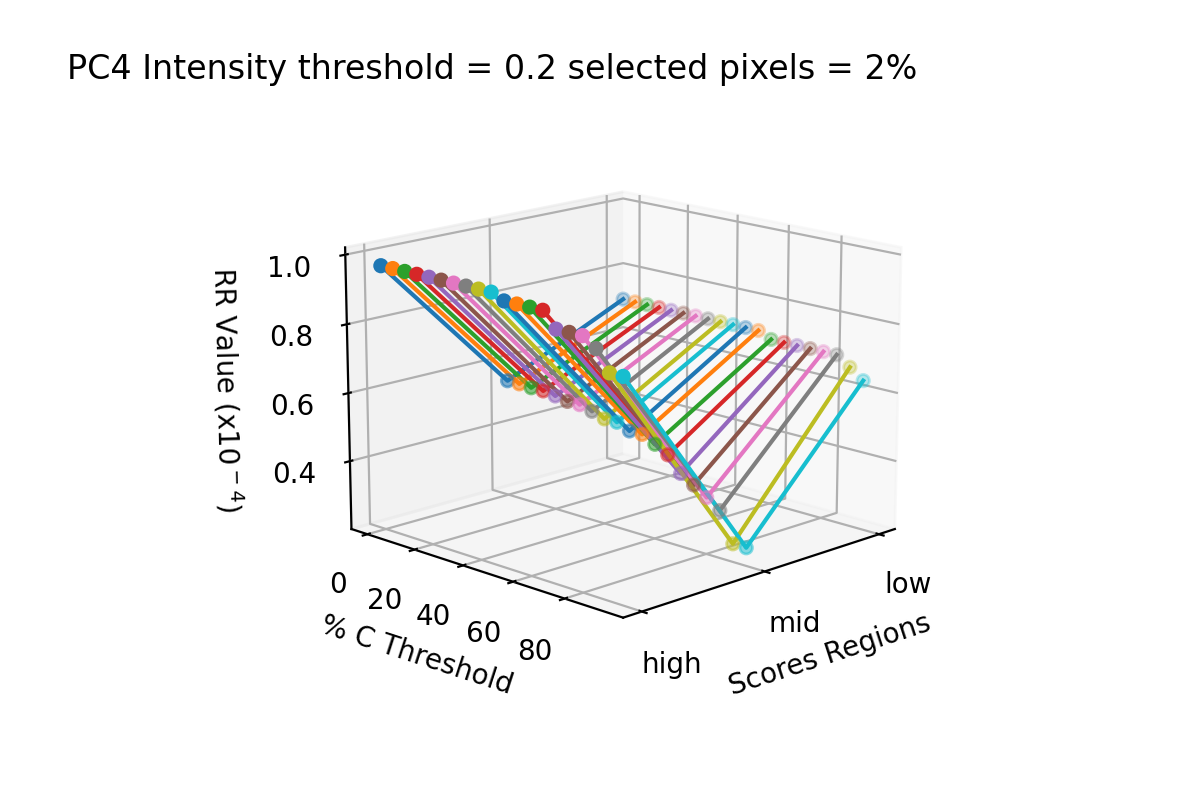 PC4 Intensity threshold = 0.2 selected pixels = 2%
RR Value (x10⁻⁴)
1.0
0.8
0.6
0.4
0
20
40
60
80
% C Threshold
high
mid
low
Scores Regions